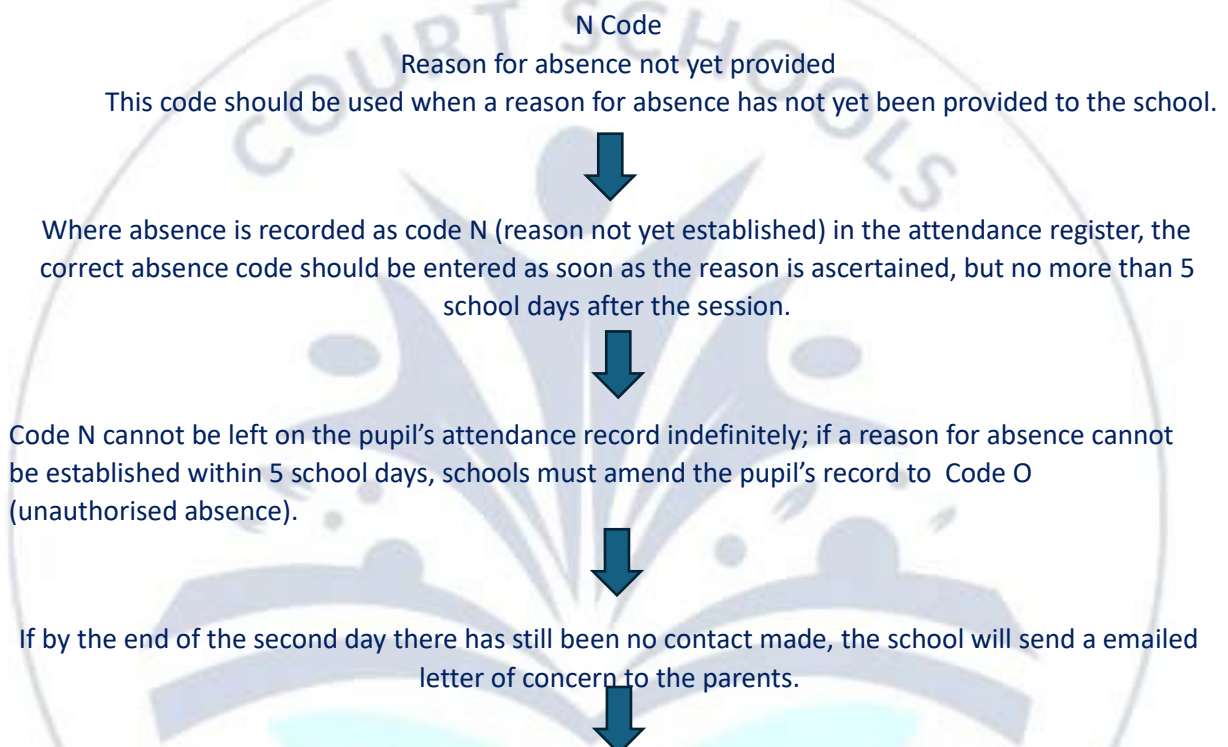 COURT SCHOOLS
N Code
Reason for absence not yet provided
This code should be used when a reason for absence has not yet been provided to the school.
Where absence is recorded as code N (reason not yet established) in the attendance register, the
correct absence code should be entered as soon as the reason is ascertained, but no more than 5
school days after the session.
Code N cannot be left on the pupil’s attendance record indefinitely; if a reason for absence cannot
be established within 5 school days, schools must amend the pupil’s record to  Code O
(unauthorised absence).
If by the end of the second day there has still been no contact made, the school will send a emailed
letter of concern to the parents.